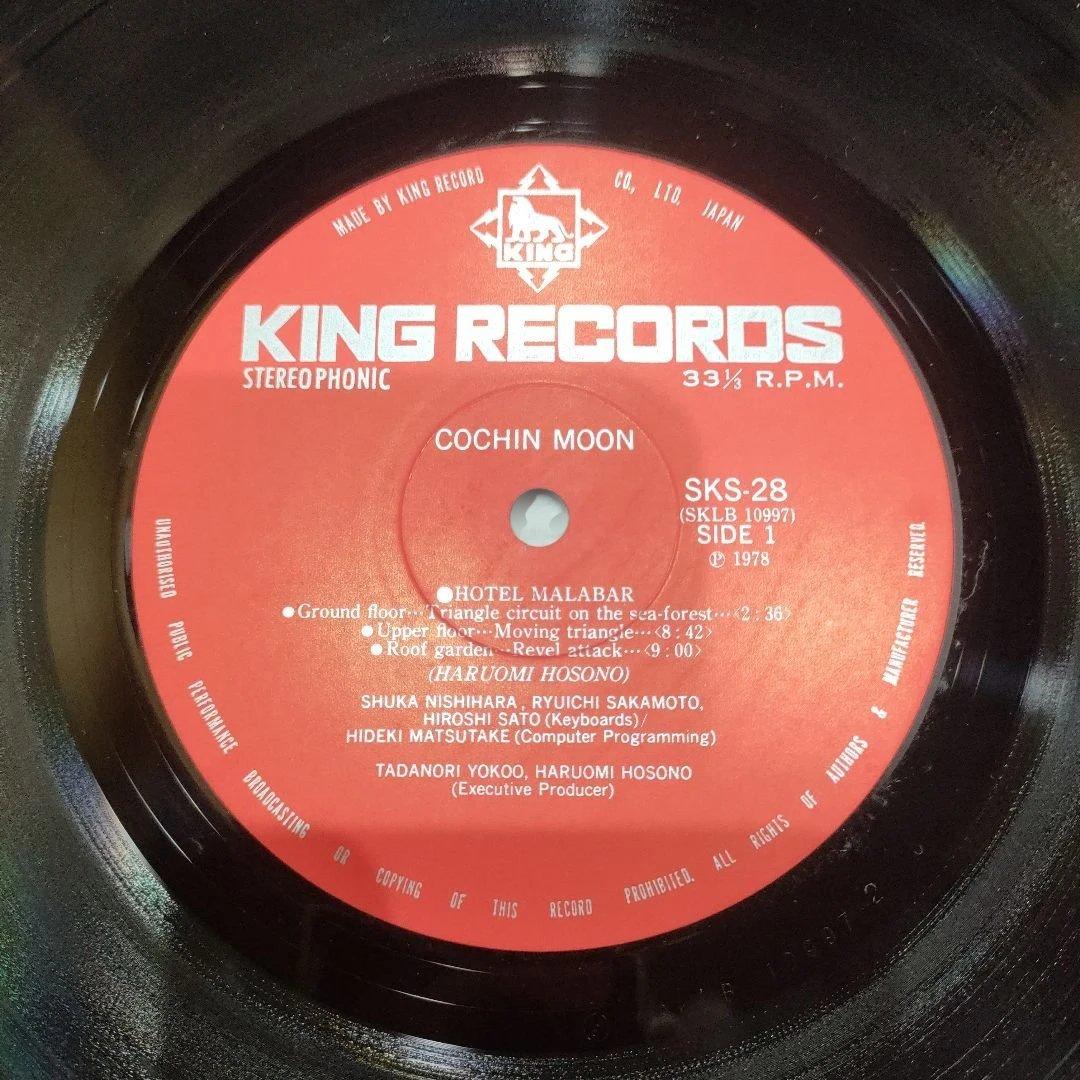 MADE BY KING RECORD CO., LTD. JAPAN
KING
KING RECORDS
STEREOPHONIC 33⅓ R.P.M.
COCHIN MOON
SKS-28
(SKLB 10997)
SIDE 1
℗ 1978
●HOTEL MALABAR
●Ground floor…Triangle circuit on the sea-forest…<2:36>
●Upper floor…Moving triangle…<8:42>
●Roof garden…Revel attack…<9:00>
(HARUOMI HOSONO)
SHUKA NISHIHARA, RYUICHI SAKAMOTO,
HIROSHI SATO (Keyboards)/
HIDEKI MATSUTAKE (Computer Programming)
TADANORI YOKOO, HARUOMI HOSONO
(Executive Producer)
UNAUTHORISED PUBLIC PERFORMANCE BROADCASTING OR COPYING OF THIS RECORD PROHIBITED. ALL RIGHTS OF AUTHORS & MANUFACTURER RESERVED.